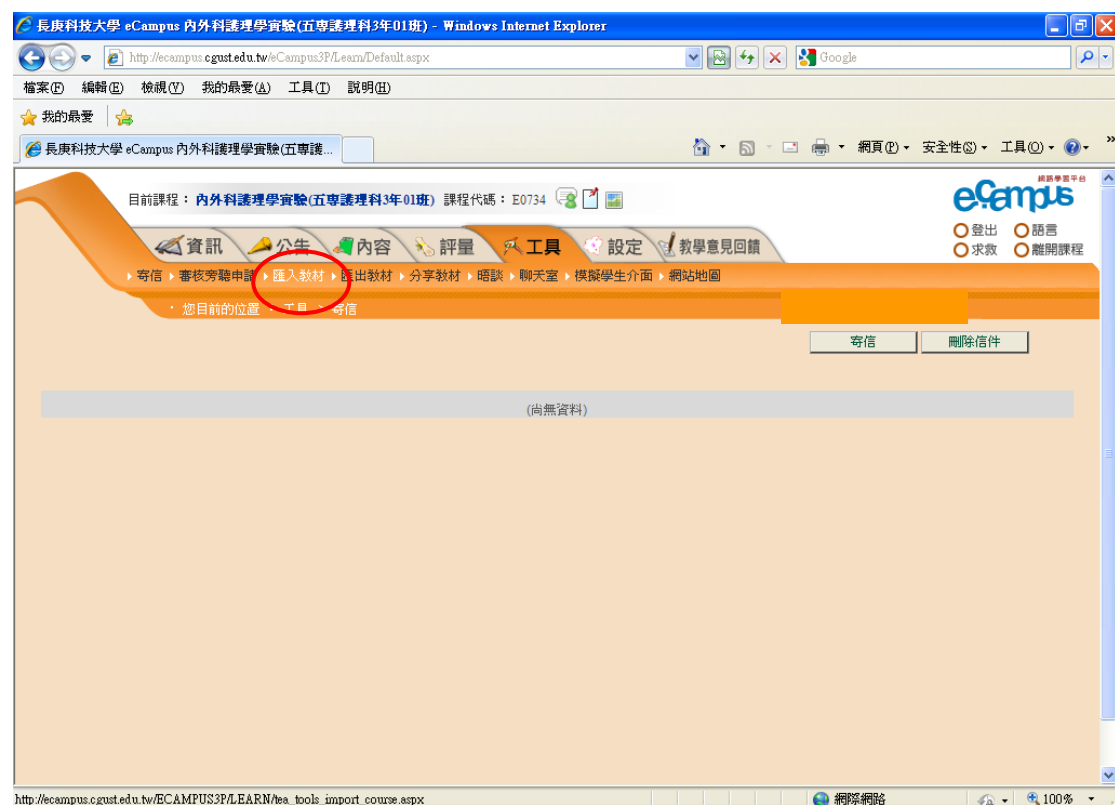 長庚科技大學 eCampus 內外科護理學實驗(五專護理科3年01班) - Windows Internet Explorer
http://ecampus.cgust.edu.tw/eCampus3P/Learn/Default.aspx
Google
檔案(F) 編輯(E) 檢視(V) 我的最愛(A) 工具(T) 說明(H)
我的最愛
長庚科技大學 eCampus 內外科護理學實驗(五專護...
網頁(P) 安全性(S) 工具(O) »
網路學習平台
eCampus
目前課程：內外科護理學實驗(五專護理科3年01班) 課程代碼：E0734
登出 語言
求救 離開課程
資訊 公告 內容 評量 工具 設定 教學意見回饋
寄信 審核旁聽申請 匯入教材 匯出教材 分享教材 晤談 聊天室 模擬學生介面 網站地圖
· 您目前的位置 · 工具 > 寄信
寄信 刪除信件
(尚無資料)
http://ecampus.cgust.edu.tw/ECAMPUS3P/LEARN/tea_tools_import_course.aspx
網際網路 100%